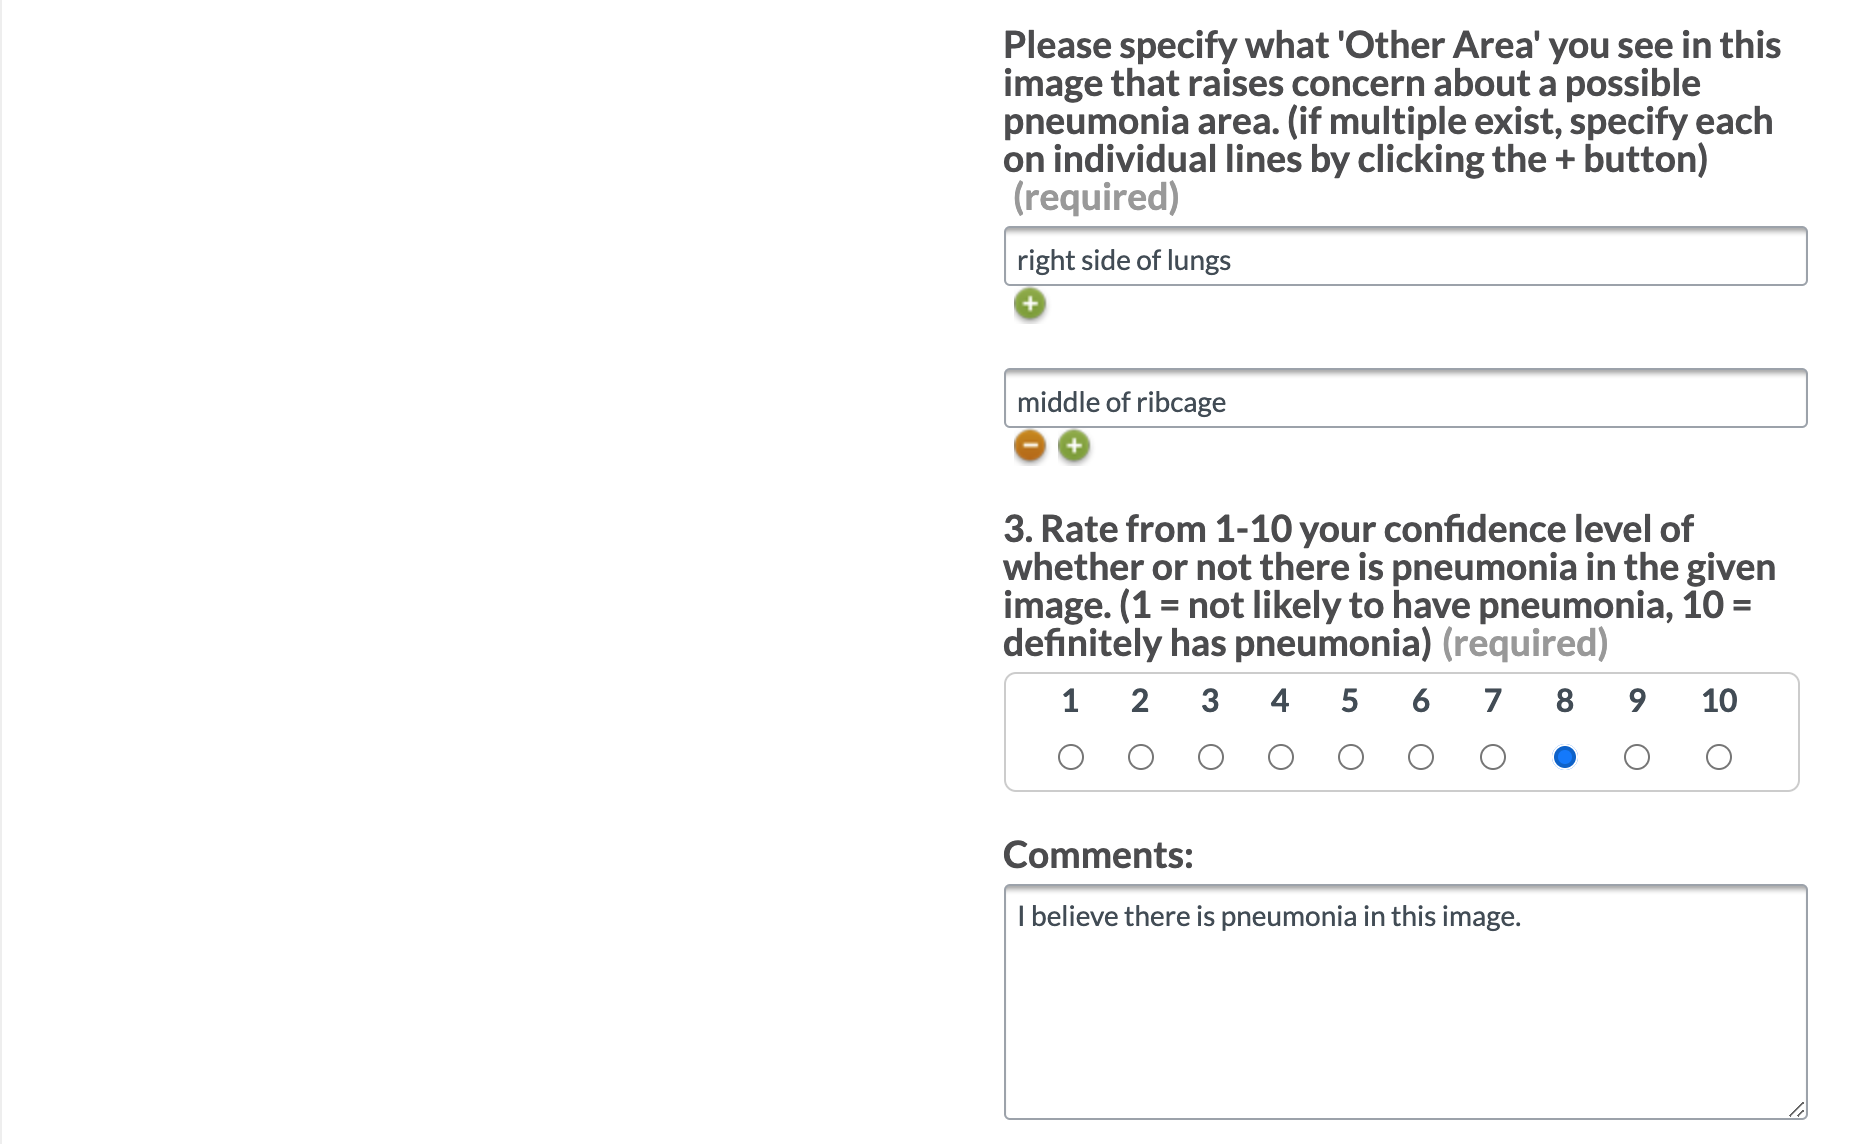 Please specify what 'Other Area' you see in this
image that raises concern about a possible
pneumonia area. (if multiple exist, specify each
on individual lines by clicking the + button)
(required)
right side of lungs
middle of ribcage
3. Rate from 1-10 your confidence level of
whether or not there is pneumonia in the given
image. (1 = not likely to have pneumonia, 10 =
definitely has pneumonia) (required)
1 2 3 4 5 6 7 8 9 10
Comments:
I believe there is pneumonia in this image.